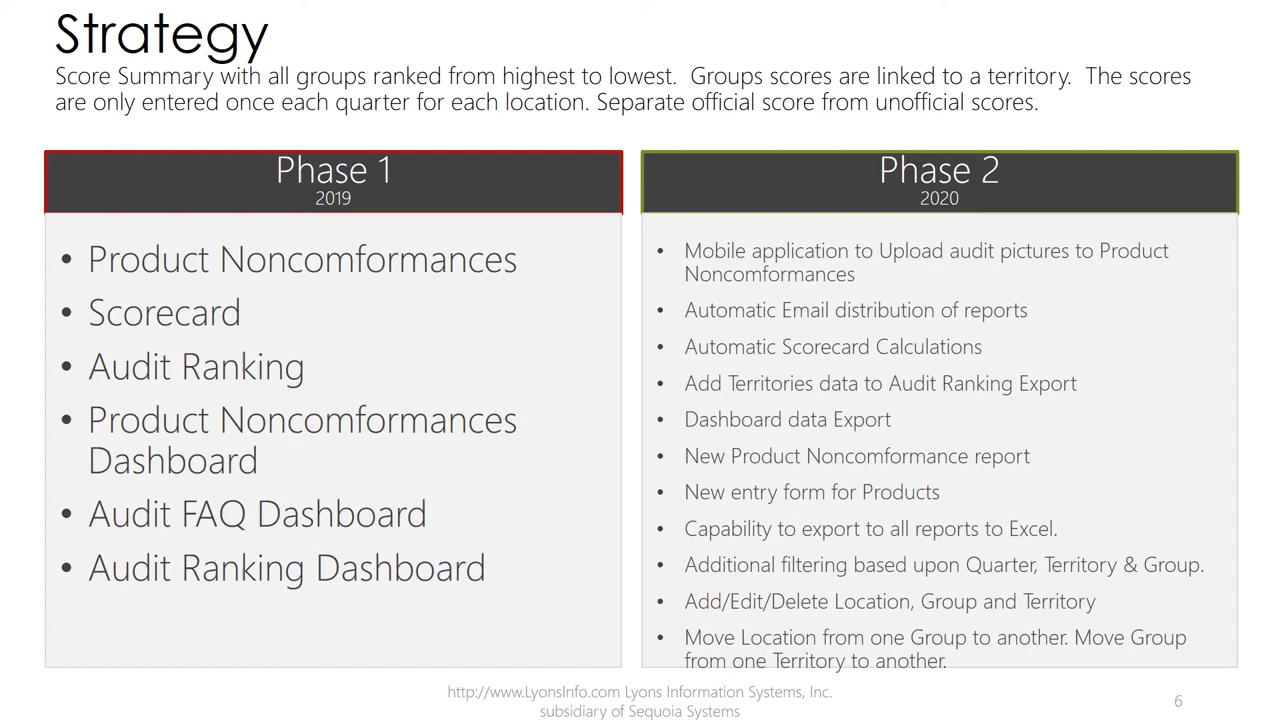 Strategy
Score Summary with all groups ranked from highest to lowest.  Groups scores are linked to a territory.  The scores
are only entered once each quarter for each location. Separate official score from unofficial scores.
Phase 1
2019
• Product Noncomformances
• Scorecard
• Audit Ranking
• Product Noncomformances
Dashboard
• Audit FAQ Dashboard
• Audit Ranking Dashboard
Phase 2
2020
• Mobile application to Upload audit pictures to Product
Noncomformances
• Automatic Email distribution of reports
• Automatic Scorecard Calculations
• Add Territories data to Audit Ranking Export
• Dashboard data Export
• New Product Noncomformance report
• New entry form for Products
• Capability to export to all reports to Excel.
• Additional filtering based upon Quarter, Territory & Group.
• Add/Edit/Delete Location, Group and Territory
• Move Location from one Group to another. Move Group
from one Territory to another.
http://www.LyonsInfo.com Lyons Information Systems, Inc.
subsidiary of Sequoia Systems
6